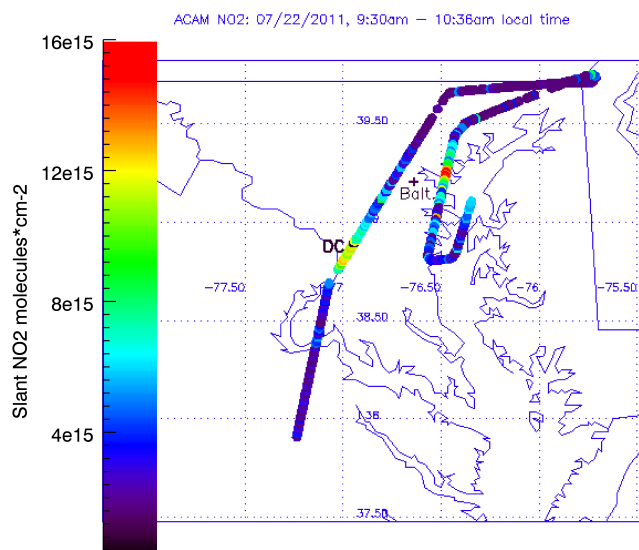 ACAM NO2: 07/22/2011, 9:30am – 10:36am local time
16e15
12e15
8e15
4e15
Slant NO2 molecules*cm-2
39.50
Balt.
DC
-77.50
-77
-76.50
-76
-75.50
38.50
37.50